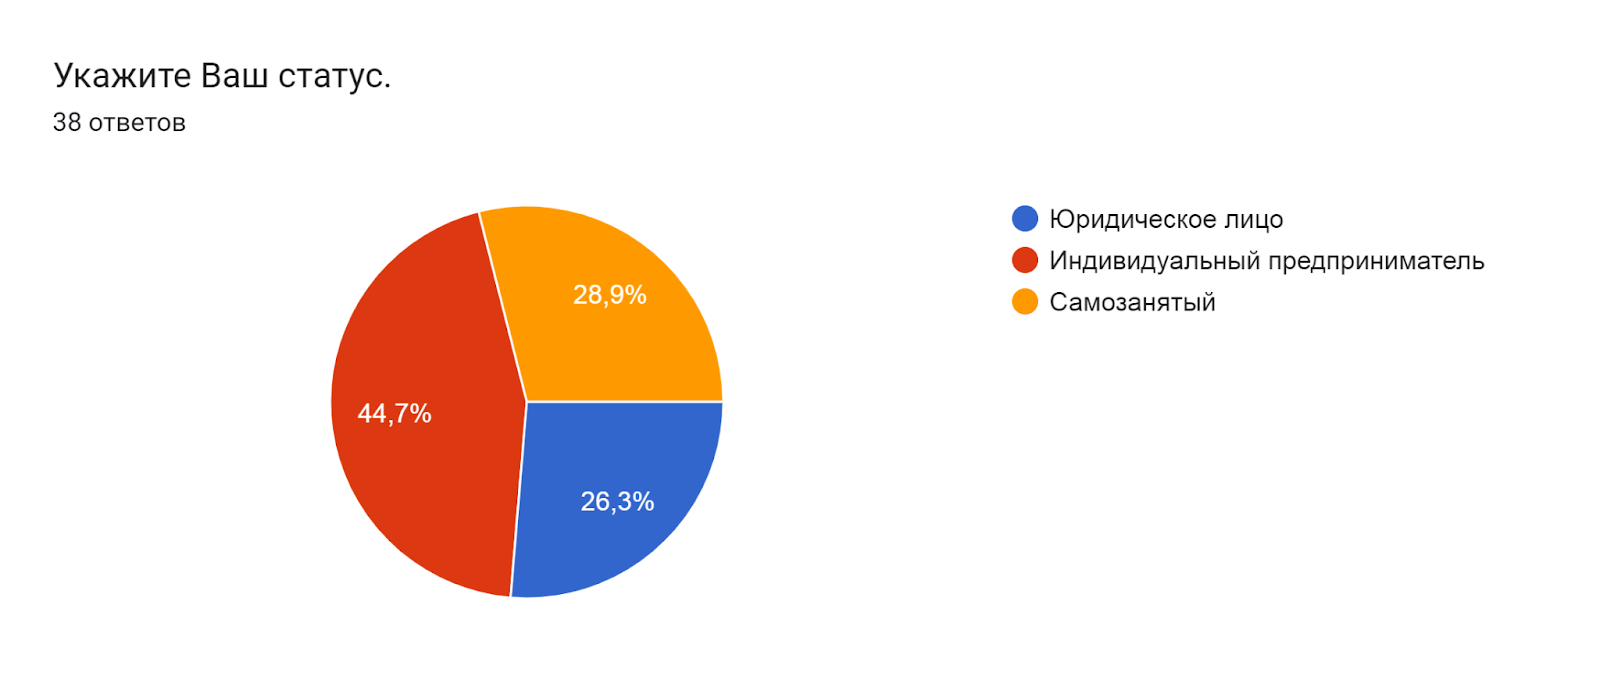 Укажите Ваш статус.
38 ответов
Юридическое лицо
Индивидуальный предприниматель
Самозанятый
28,9%
44,7%
26,3%